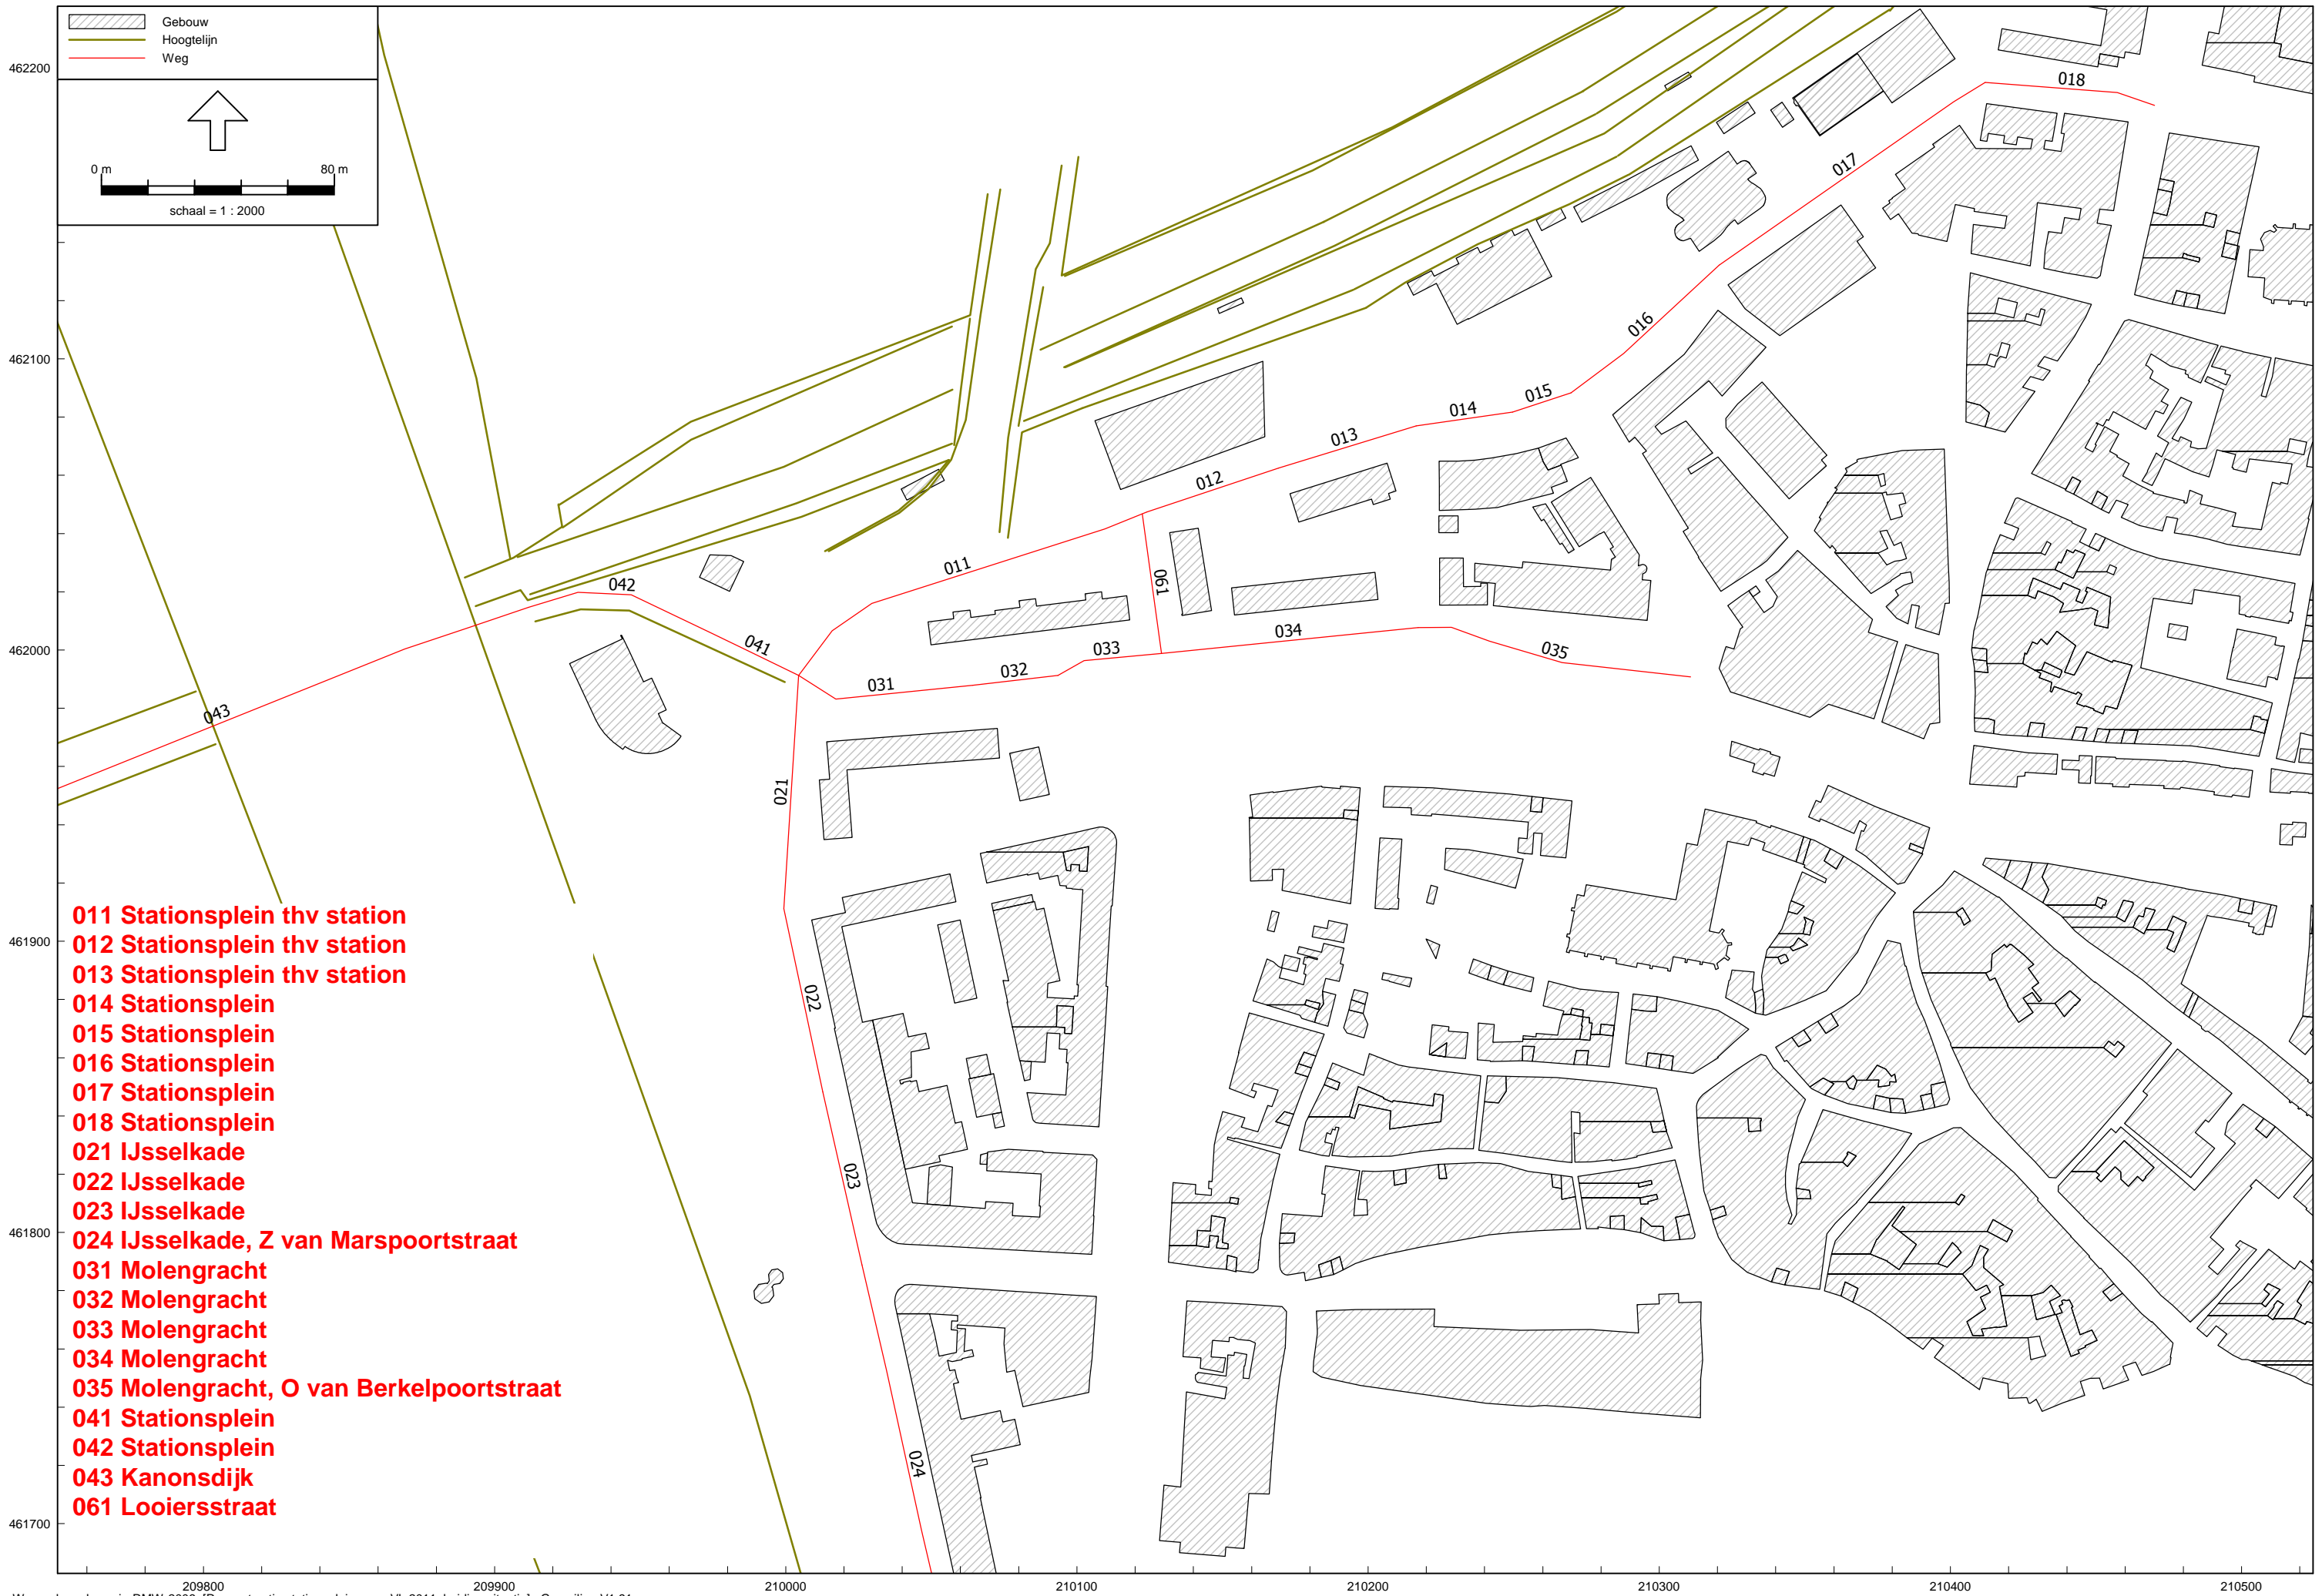 Gebouw
Hoogtelijn
Weg
0 m 80 m
schaal = 1 : 2000
462200
462100
462000
461900
461800
461700
018
017
016
015
014
013
012
011
061
042
041
043
034
033
035
032
031
021
022
023
024
011 Stationsplein thv station
012 Stationsplein thv station
013 Stationsplein thv station
014 Stationsplein
015 Stationsplein
016 Stationsplein
017 Stationsplein
018 Stationsplein
021 IJsselkade
022 IJsselkade
023 IJsselkade
024 IJsselkade, Z van Marspoortstraat
031 Molengracht
032 Molengracht
033 Molengracht
034 Molengracht
035 Molengracht, O van Berkelpoortstraat
041 Stationsplein
042 Stationsplein
043 Kanonsdijk
061 Looiersstraat
209800 209900 210000 210100 210200 210300 210400 210500